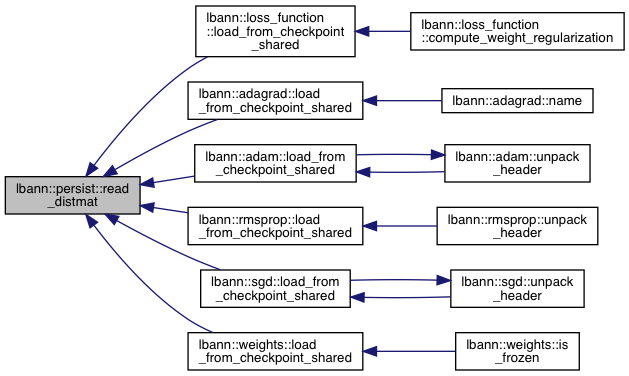 lbann::loss_function
::load_from_checkpoint
_shared
lbann::loss_function
::compute_weight_regularization
lbann::adagrad::load
_from_checkpoint_shared
lbann::adagrad::name
lbann::adam::load_from
_checkpoint_shared
lbann::adam::unpack
_header
lbann::persist::read
_distmat
lbann::rmsprop::load
_from_checkpoint_shared
lbann::rmsprop::unpack
_header
lbann::sgd::load_from
_checkpoint_shared
lbann::sgd::unpack
_header
lbann::weights::load
_from_checkpoint_shared
lbann::weights::is
_frozen